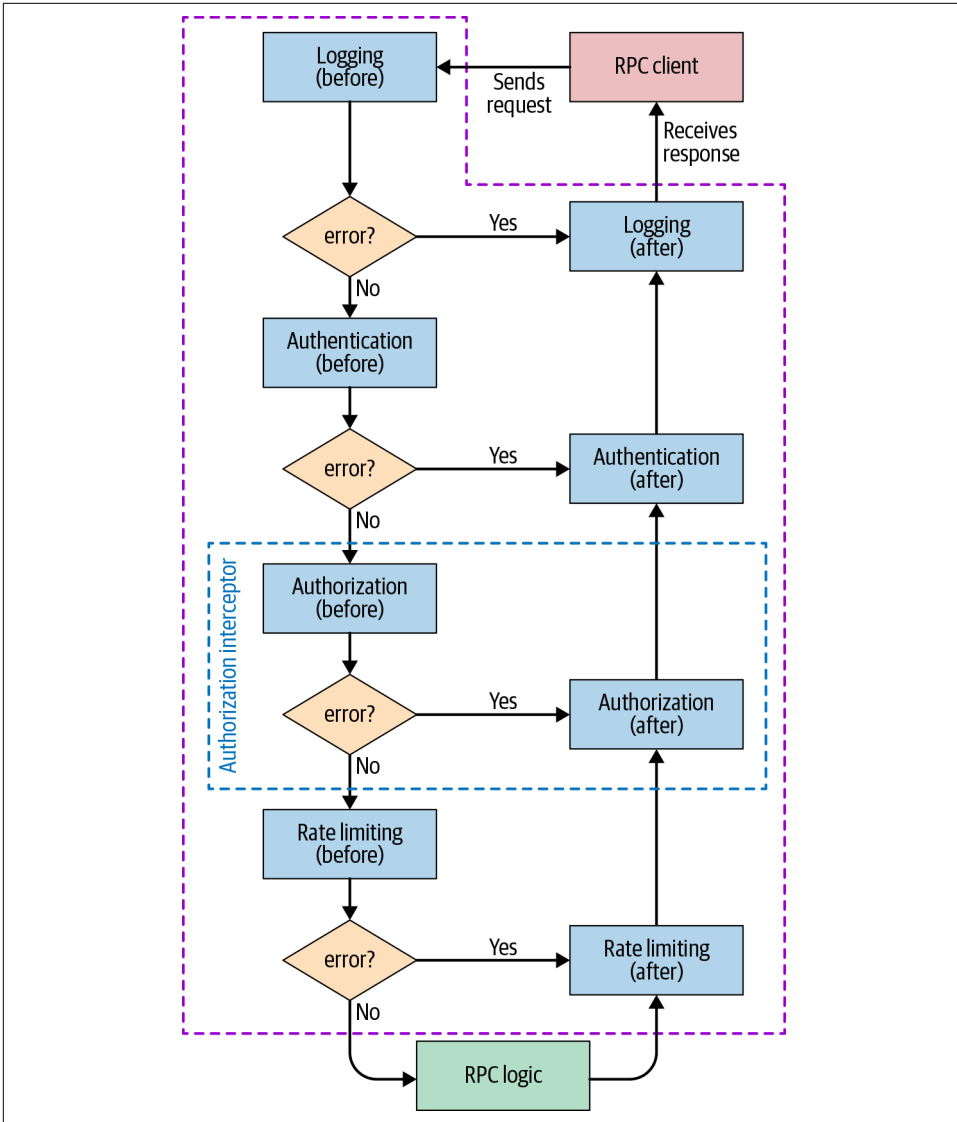 Logging
(before)
RPC client
Sends
request
Receives
response
error?
Yes
Logging
(after)
No
Authentication
(before)
error?
Yes
Authentication
(after)
No
Authorization interceptor
Authorization
(before)
error?
Yes
Authorization
(after)
No
Rate limiting
(before)
error?
Yes
Rate limiting
(after)
No
RPC logic